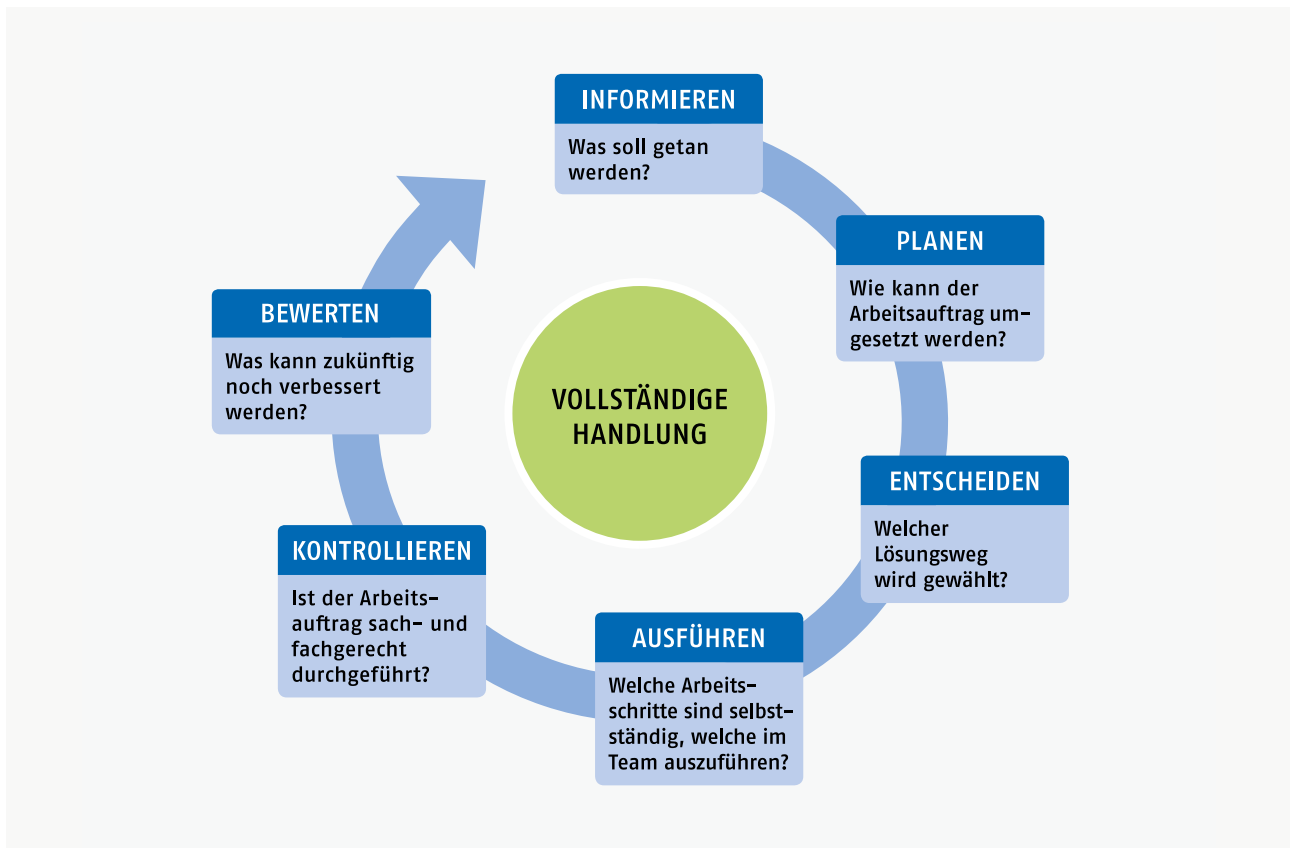 INFORMIEREN
Was soll getan
werden?
PLANEN
Wie kann der
Arbeitsauftrag um-
gesetzt werden?
ENTSCHEIDEN
Welcher
Lösungsweg
wird gewählt?
AUSFÜHREN
Welche Arbeits-
schritte sind selbst-
ständig, welche im
Team auszuführen?
KONTROLLIEREN
Ist der Arbeits-
auftrag sach- und
fachgerecht
durchgeführt?
BEWERTEN
Was kann zukünftig
noch verbessert
werden?
VOLLSTÄNDIGE
HANDLUNG